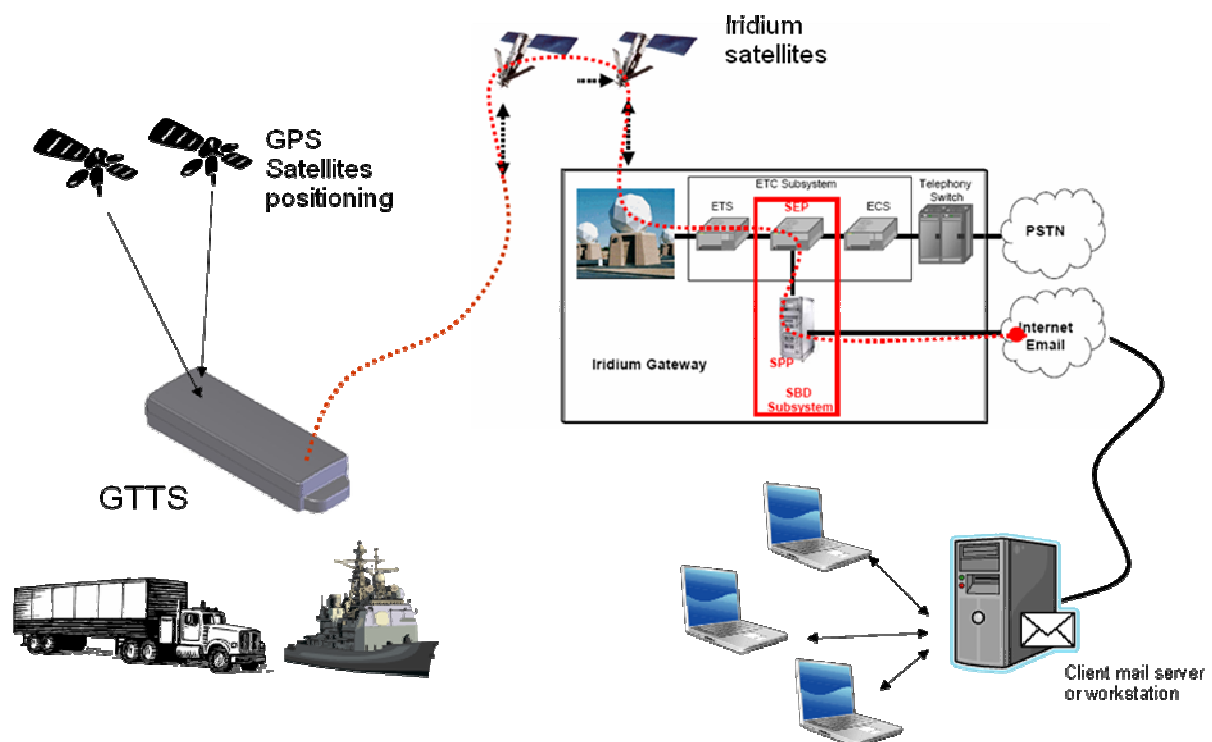 Iridium
satellites
GPS
Satellites
positioning
ETC Subsystem
Telephony
Switch
ETS
SEP
ECS
PSTN
Internet
Email
Iridium Gateway
SPP
SBD
Subsystem
GTTS
Client mail server
or workstation